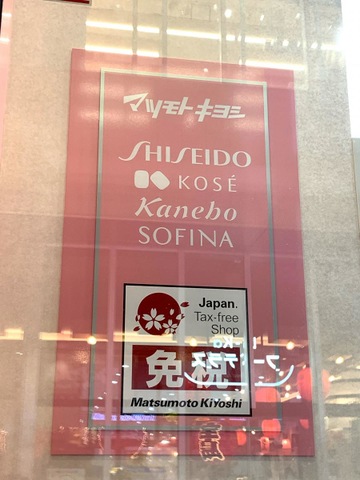 マツモトキヨシ
SHISEIDO
KOSÉ
Kanebo
SOFINA
Japan.
Tax-free
Shop
免税
Matsumoto KiYoshi